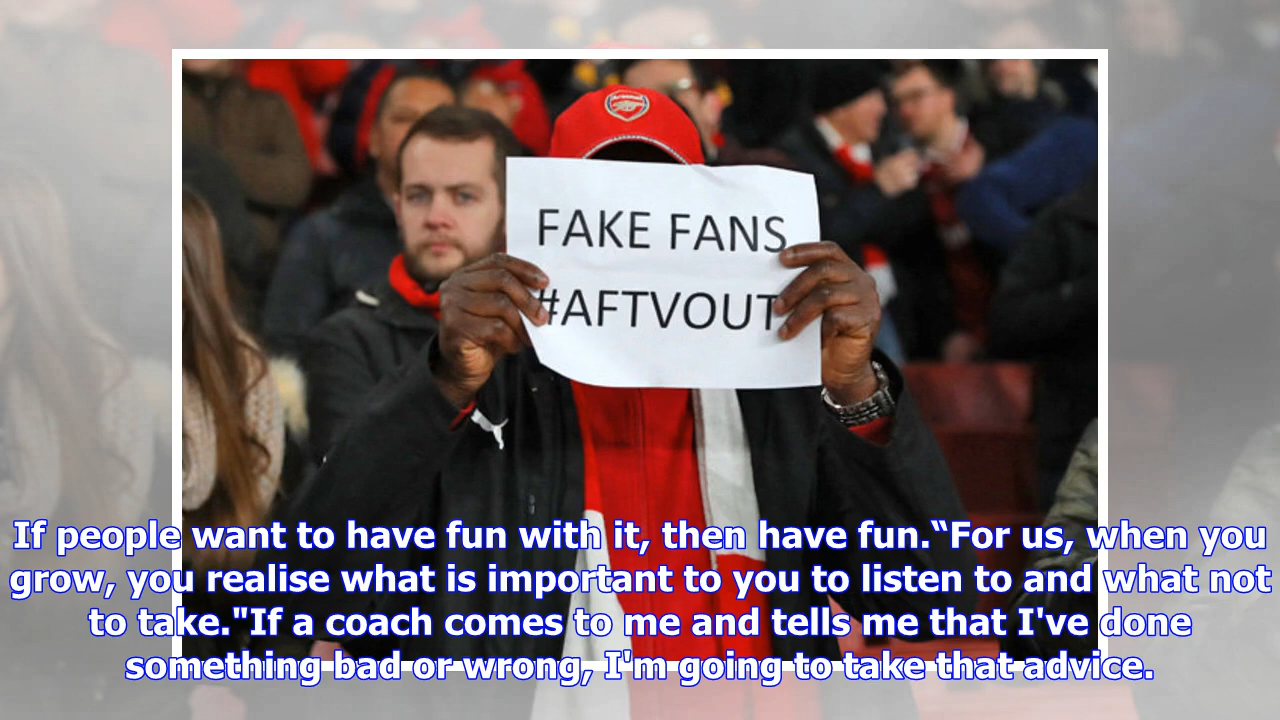 Arsenal
FAKE FANS
#AFTVOUT
If people want to have fun with it, then have fun.“For us, when you
grow, you realise what is important to you to listen to and what not
to take."If a coach comes to me and tells me that I've done
something bad or wrong, I'm going to take that advice.